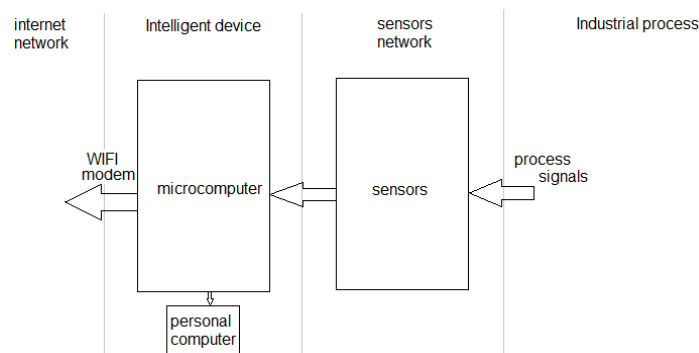 internet
network
Intelligent device
sensors
network
Industrial process
WIFI
modem
microcomputer
sensors
process
signals
personal
computer